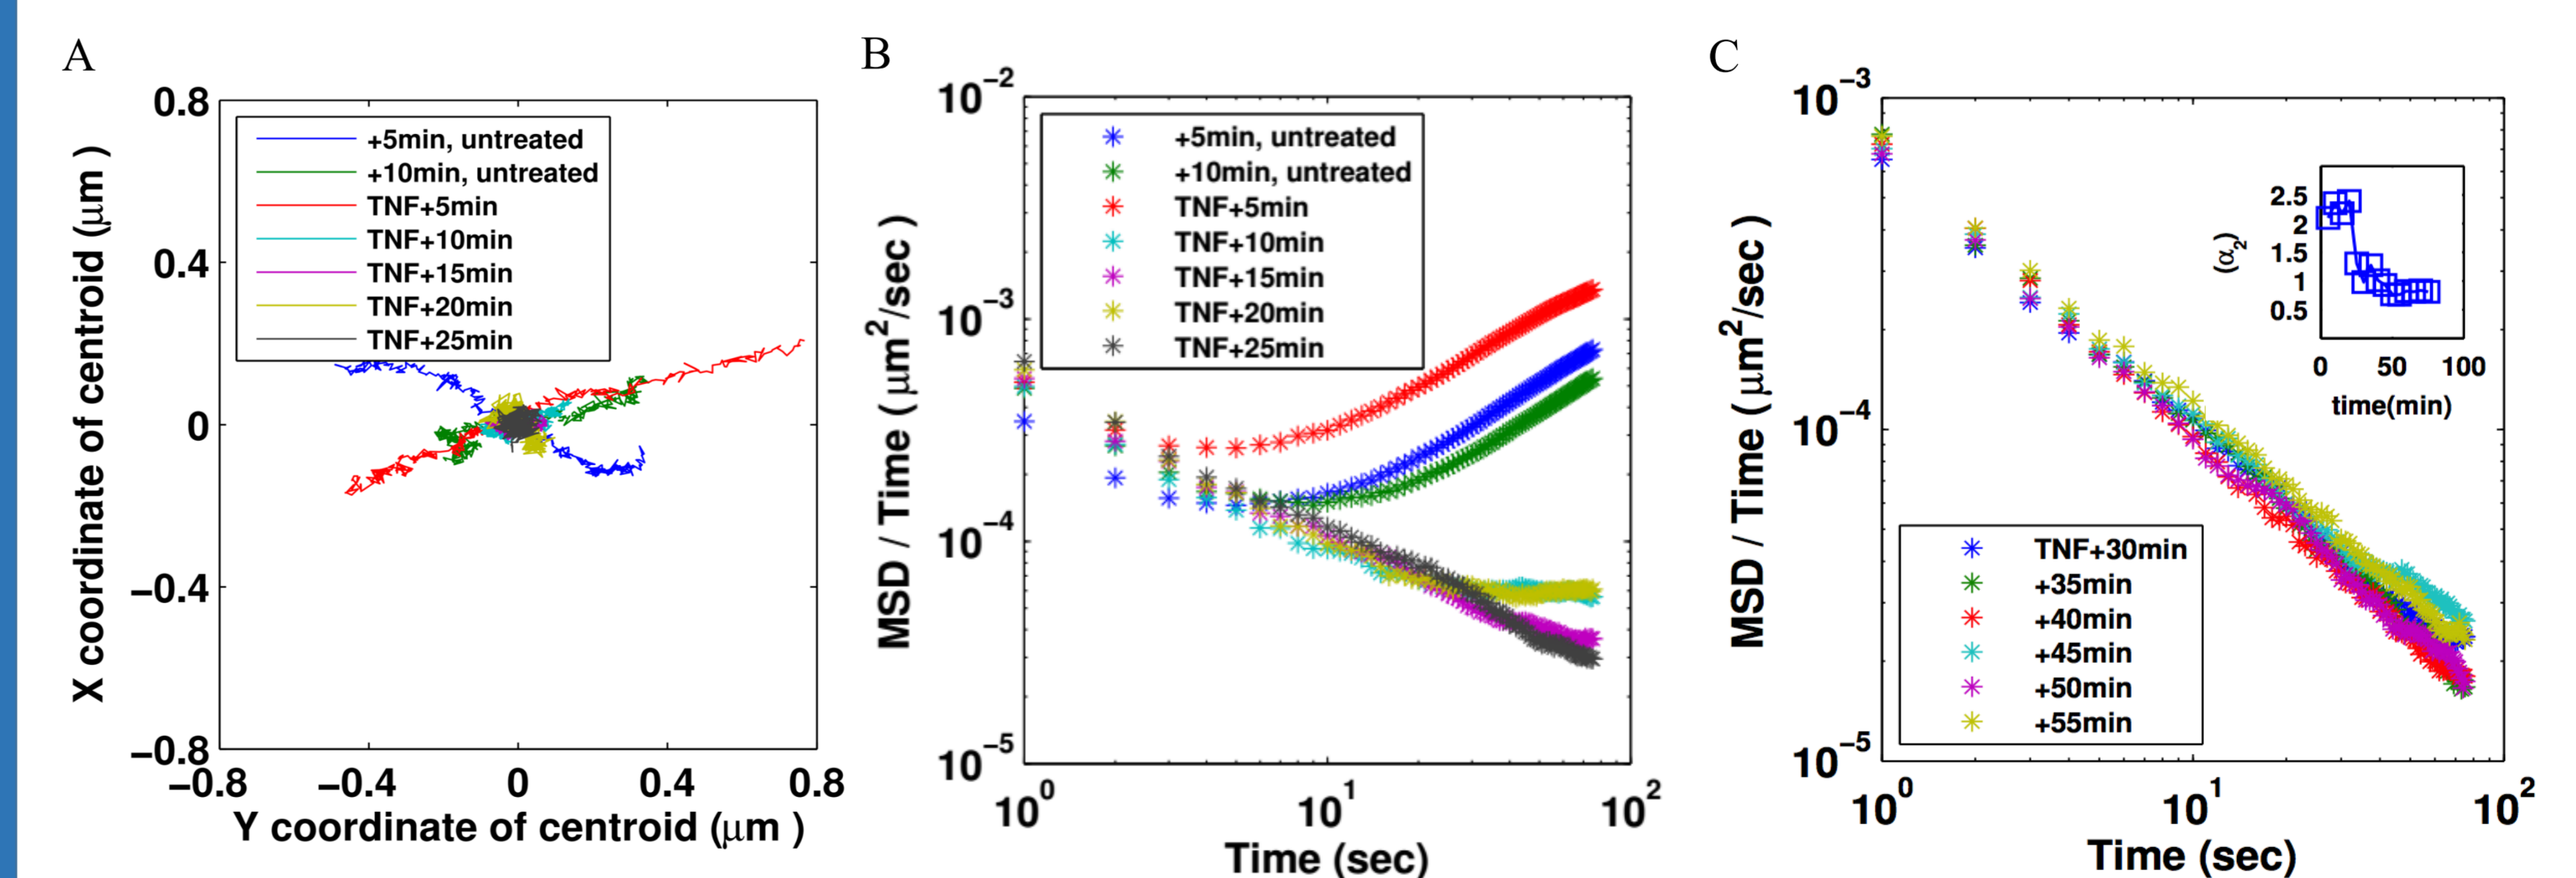 A
0.8
0.4
0
−0.4
−0.8
−0.8 −0.4 0 0.4 0.8
X coordinate of centroid (μm )
Y coordinate of centroid (μm )
+5min, untreated
+10min, untreated
TNF+5min
TNF+10min
TNF+15min
TNF+20min
TNF+25min
B
10−2
10−3
10−4
10−5
100 101 102
MSD / Time ( μm2/sec )
Time (sec)
+5min, untreated
+10min, untreated
TNF+5min
TNF+10min
TNF+15min
TNF+20min
TNF+25min
C
10−3
10−4
10−5
100 101 102
MSD / Time ( μm2/sec )
Time (sec)
2.5
2
1.5
1
0.5
0 50 100
(α2)
time(min)
TNF+30min
+35min
+40min
+45min
+50min
+55min